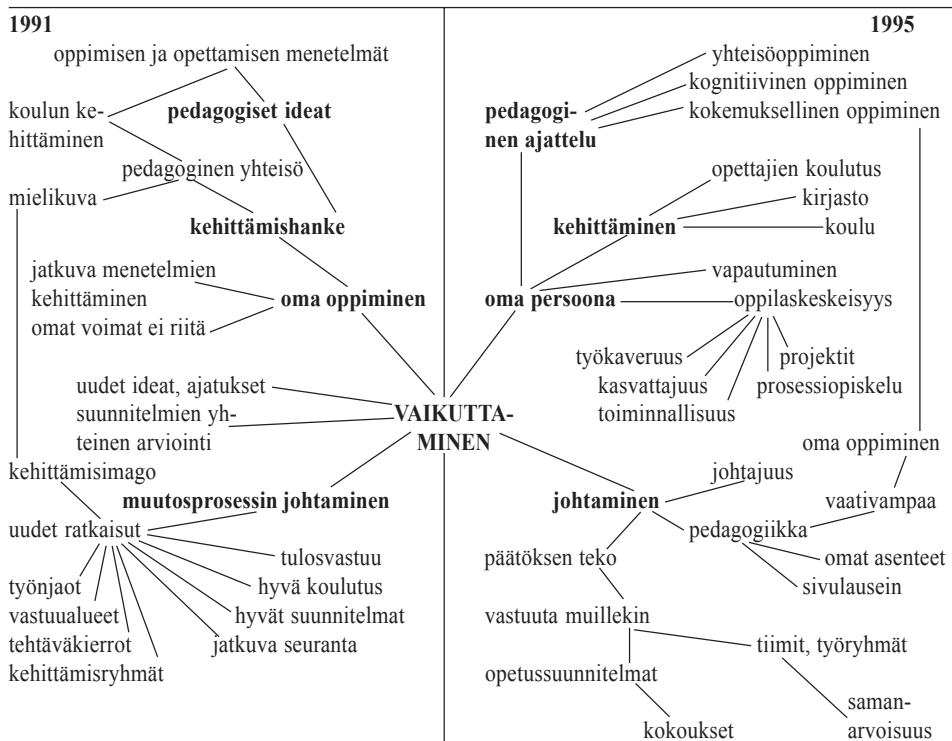 1991
oppimisen ja opettamisen menetelmät
koulun ke-
hittäminen
pedagogiset ideat
pedagoginen yhteisö
mielikuva
kehittämishanke
jatkuva menetelmien
kehittäminen
omat voimat ei riitä
oma oppiminen
uudet ideat, ajatukset
suunnitelmien yh-
teinen arviointi
VAIKUTTA-
MINEN
kehittämisimago
muutosprosessin johtaminen
uudet ratkaisut
tulosvastuu
työnjaot
hyvä koulutus
vastuualueet
hyvät suunnitelmat
tehtäväkierrot
jatkuva seuranta
kehittämisryhmät
1995
yhteisöoppiminen
kognitiivinen oppiminen
kokemuksellinen oppiminen
pedagogi-
nen ajattelu
opettajien koulutus
kirjasto
kehittäminen
koulu
vapautuminen
oma persoona
oppilaskeskeisyys
työkaveruus
projektit
kasvattajuus
prosessiopiskelu
toiminnallisuus
oma oppiminen
johtajuus
johtaminen
vaativampaa
pedagogiikka
päätöksen teko
omat asenteet
sivulausein
vastuuta muillekin
tiimit, työryhmät
opetussuunnitelmat
saman-
arvoisuus
kokoukset